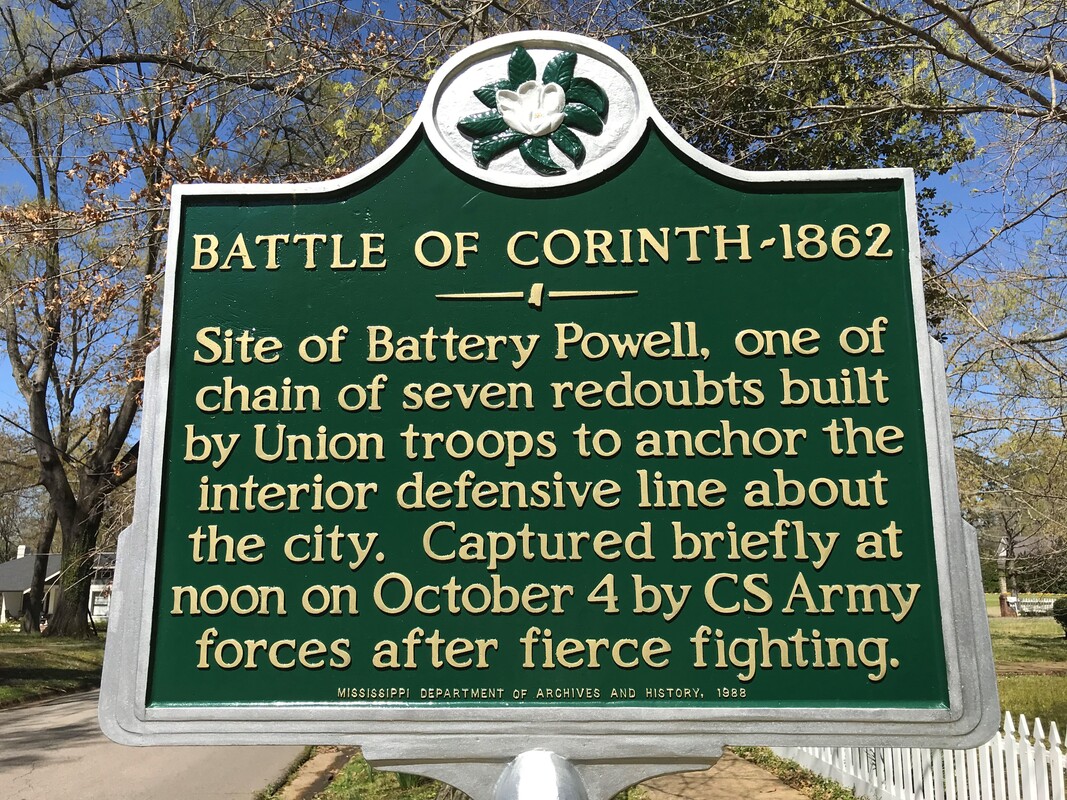 BATTLE OF CORINTH-1862
Site of Battery Powell, one of
chain of seven redoubts built
by Union troops to anchor the
interior defensive line about
the city. Captured briefly at
noon on October 4 by CS Army
forces after fierce fighting.
MISSISSIPPI DEPARTMENT OF ARCHIVES AND HISTORY, 1988